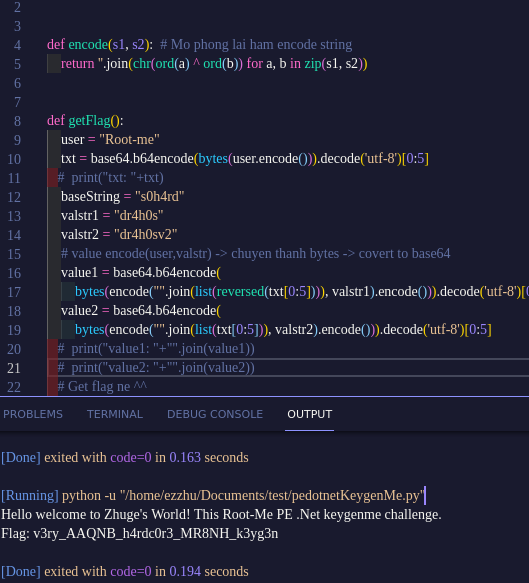 2
3
4 def encode(s1, s2):  # Mo phong lai ham encode string
5 return ''.join(chr(ord(a) ^ ord(b)) for a, b in zip(s1, s2))
6
7
8 def getFlag():
9 user = "Root-me"
10 txt = base64.b64encode(bytes(user.encode())).decode('utf-8')[0:5]
11 #  print("txt: "+txt)
12 baseString = "s0h4rd"
13 valstr1 = "dr4h0s"
14 valstr2 = "dr4h0sv2"
15 # value encode(user,valstr) -> chuyen thanh bytes -> covert to base64
16 value1 = base64.b64encode(
17 bytes(encode("".join(list(reversed(txt[0:5]))), valstr1).encode())).decode('utf-8')[0
18 value2 = base64.b64encode(
19 bytes(encode("".join(list(txt[0:5])), valstr2).encode())).decode('utf-8')[0:5]
20 #  print("value1: "+"".join(value1))
21 #  print("value2: "+"".join(value2))
22 # Get flag ne ^^
PROBLEMS TERMINAL DEBUG CONSOLE OUTPUT
[Done] exited with code=0 in 0.163 seconds
[Running] python -u "/home/ezzhu/Documents/test/pedotnetKeygenMe.py"
Hello welcome to Zhuge's World! This Root-Me PE .Net keygenme challenge.
Flag: v3ry_AAQNB_h4rdc0r3_MR8NH_k3yg3n
[Done] exited with code=0 in 0.194 seconds